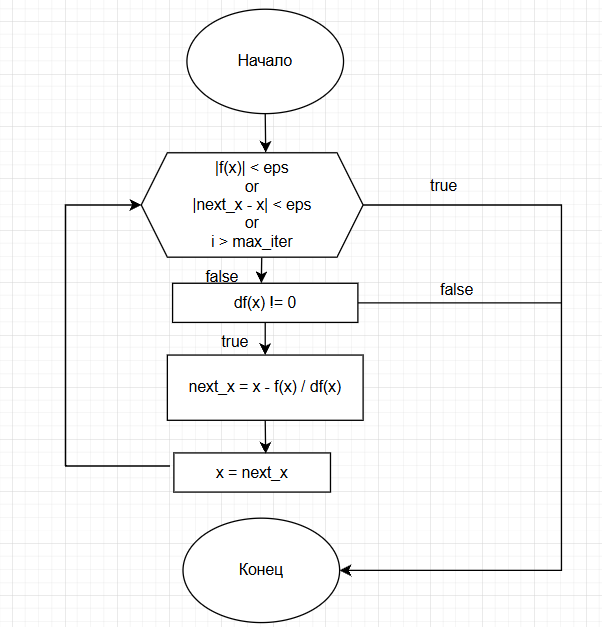 Начало
|f(x)| < eps
or
|next_x - x| < eps
or
i > max_iter
true
false
df(x) != 0
false
true
next_x = x - f(x) / df(x)
x = next_x
Конец